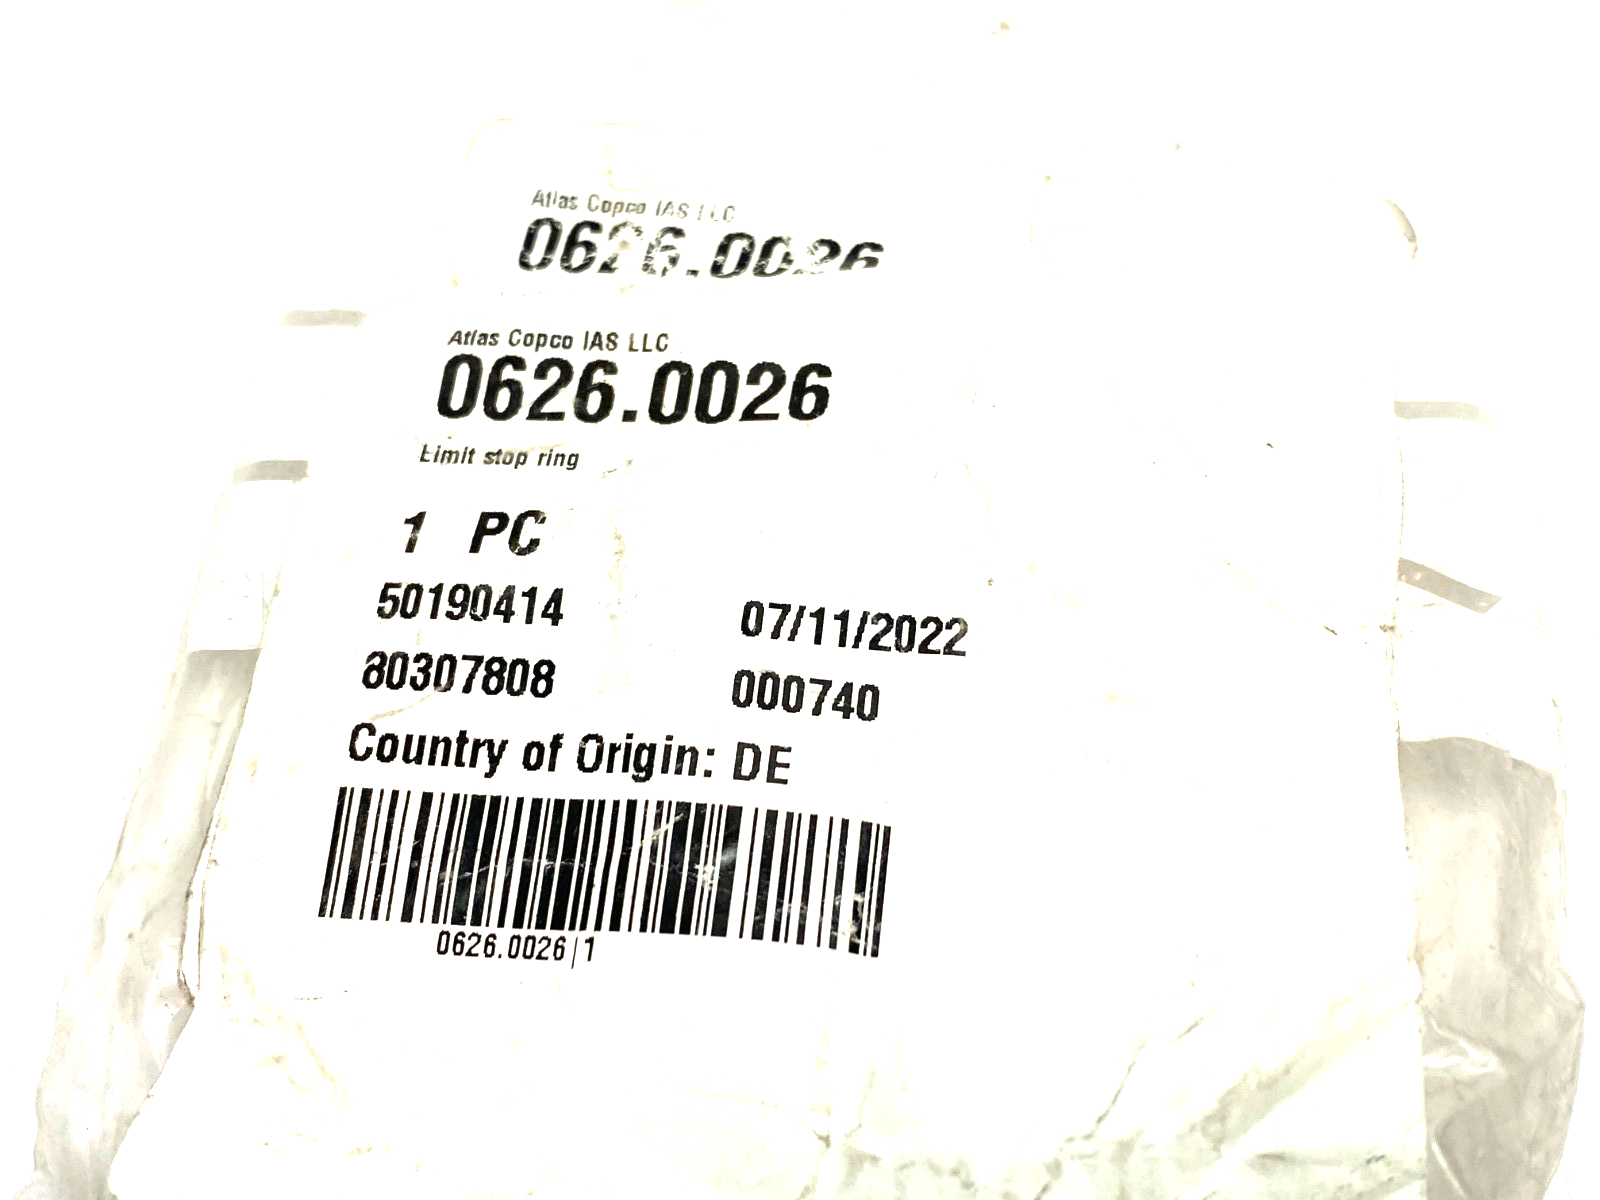 Atlas Copco IAS LLC
0626.0026
Atlas Copco IAS LLC
0626.0026
Limit stop ring
1 PC
50190414 07/11/2022
80307808 000740
Country of Origin: DE
0626.0026|1